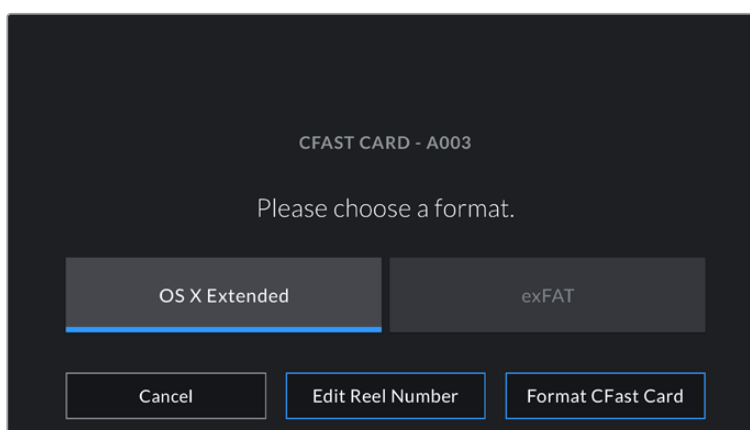 CFAST CARD - A003
Please choose a format.
OS X Extended exFAT
Cancel Edit Reel Number Format CFast Card